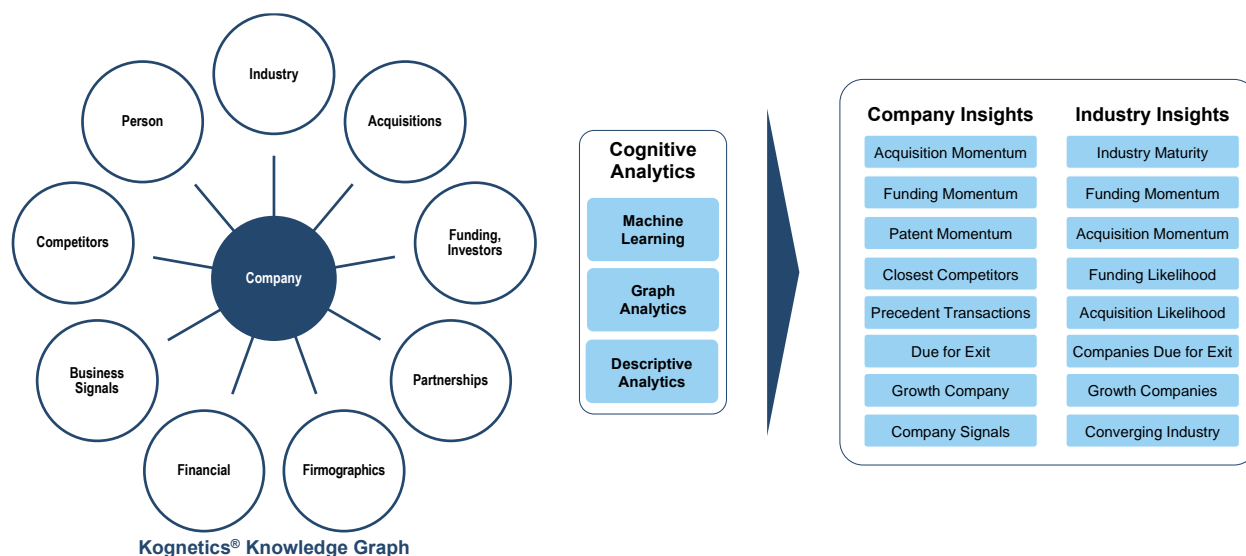 Industry
Acquisitions
Funding,
Investors
Partnerships
Firmographics
Financial
Business
Signals
Competitors
Person
Company
Kognetics® Knowledge Graph
Cognitive
Analytics
Machine
Learning
Graph
Analytics
Descriptive
Analytics
Company Insights
Acquisition Momentum
Funding Momentum
Patent Momentum
Closest Competitors
Precedent Transactions
Due for Exit
Growth Company
Company Signals
Industry Insights
Industry Maturity
Funding Momentum
Acquisition Momentum
Funding Likelihood
Acquisition Likelihood
Companies Due for Exit
Growth Companies
Converging Industry